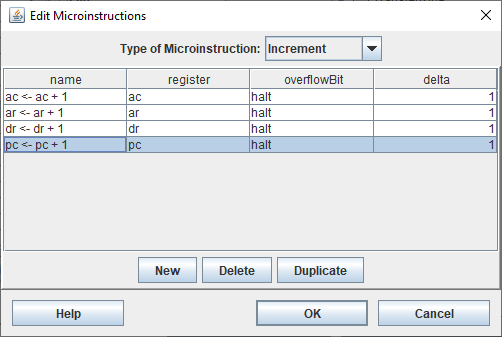 Edit Microinstructions
Type of Microinstruction: Increment
name register overflowBit delta
ac <- ac + 1 ac halt 1
ar <- ar + 1 ar halt 1
dr <- dr + 1 dr halt 1
pc <- pc + 1 pc halt 1
New Delete Duplicate
Help OK Cancel